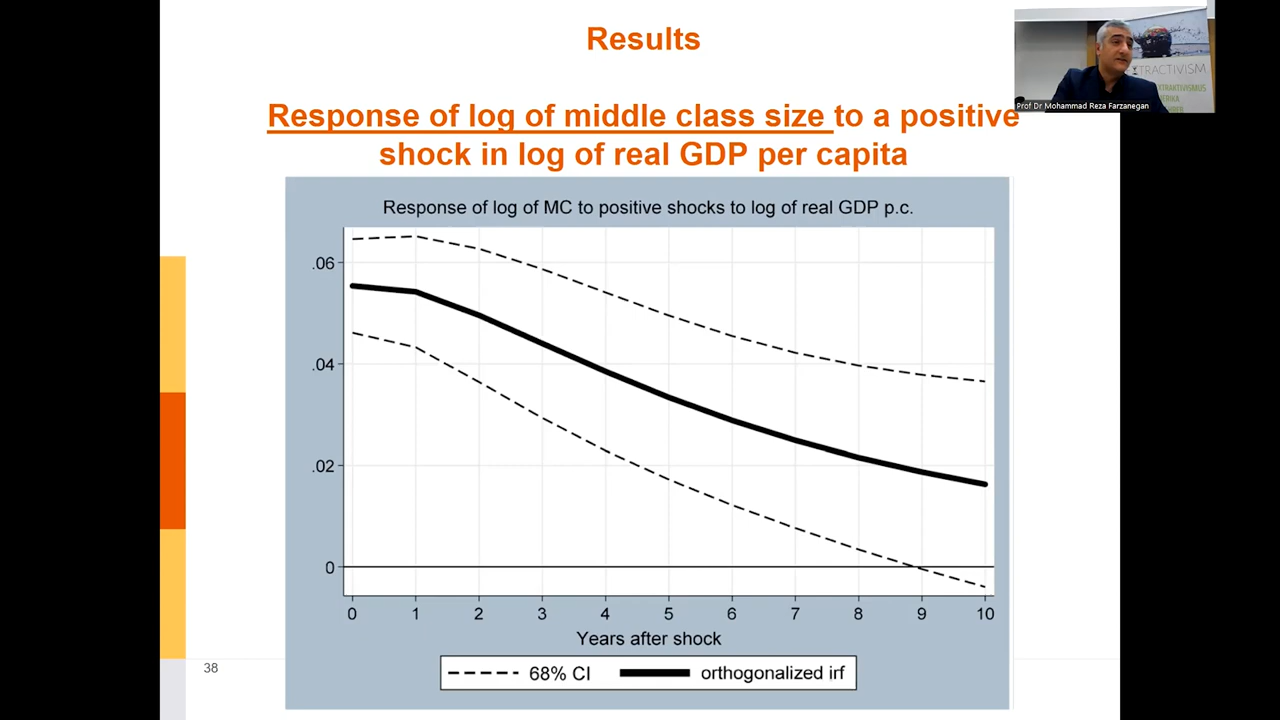 Results
Response of log of middle class size to a positive
shock in log of real GDP per capita
Prof Dr Mohammad Reza Farzanegan
TRACTIVISM
EXTRAKTIVISMUS
Response of log of MC to positive shocks to log of real GDP p.c.
.06
.04
.02
0
0 1 2 3 4 5 6 7 8 9 10
Years after shock
68% CI orthogonalized irf
38